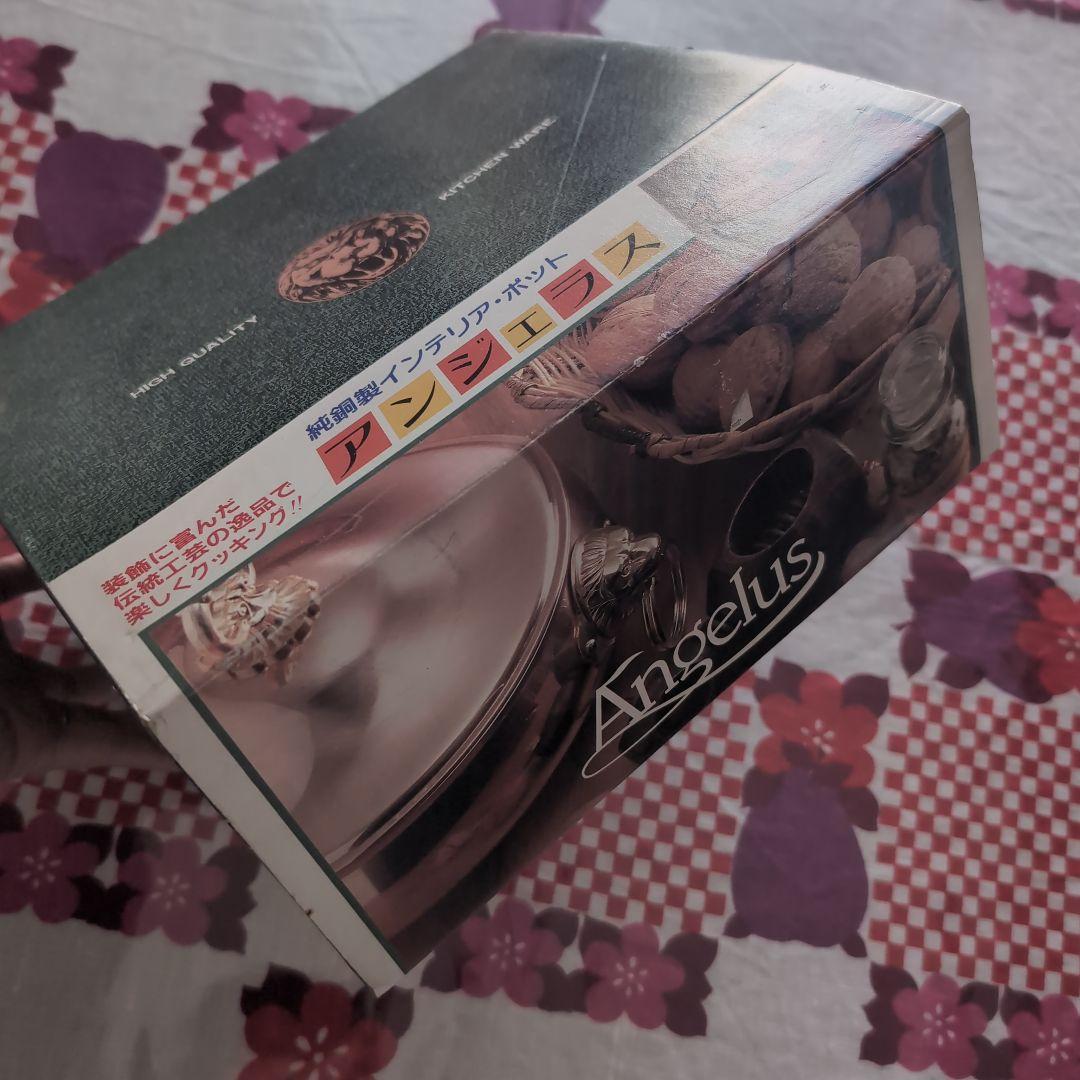 HIGH QUALITY
KITCHEN WARE
装飾に富んだ
伝統工芸の逸品で
楽しくクッキング!!
純銅製インテリア・ポット
アンジェラス
Angelus